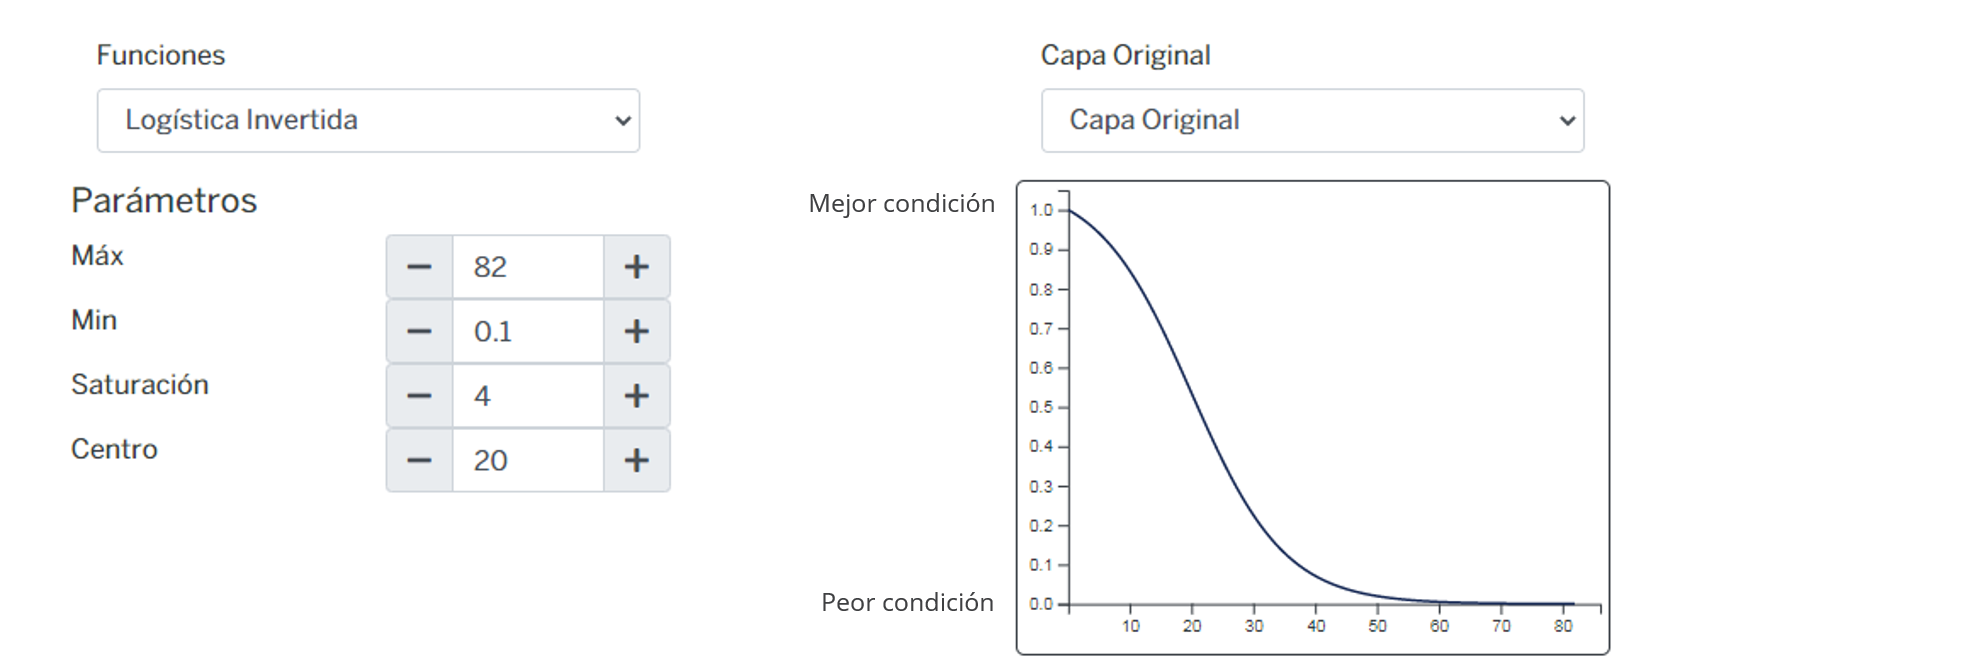 Funciones
Logística Invertida
Parámetros
Máx
− 82 +
Min
− 0.1 +
Saturación
− 4 +
Centro
− 20 +
Capa Original
Capa Original
Mejor condición
Peor condición
1.0
0.9
0.8
0.7
0.6
0.5
0.4
0.3
0.2
0.1
0.0
10 20 30 40 50 60 70 80